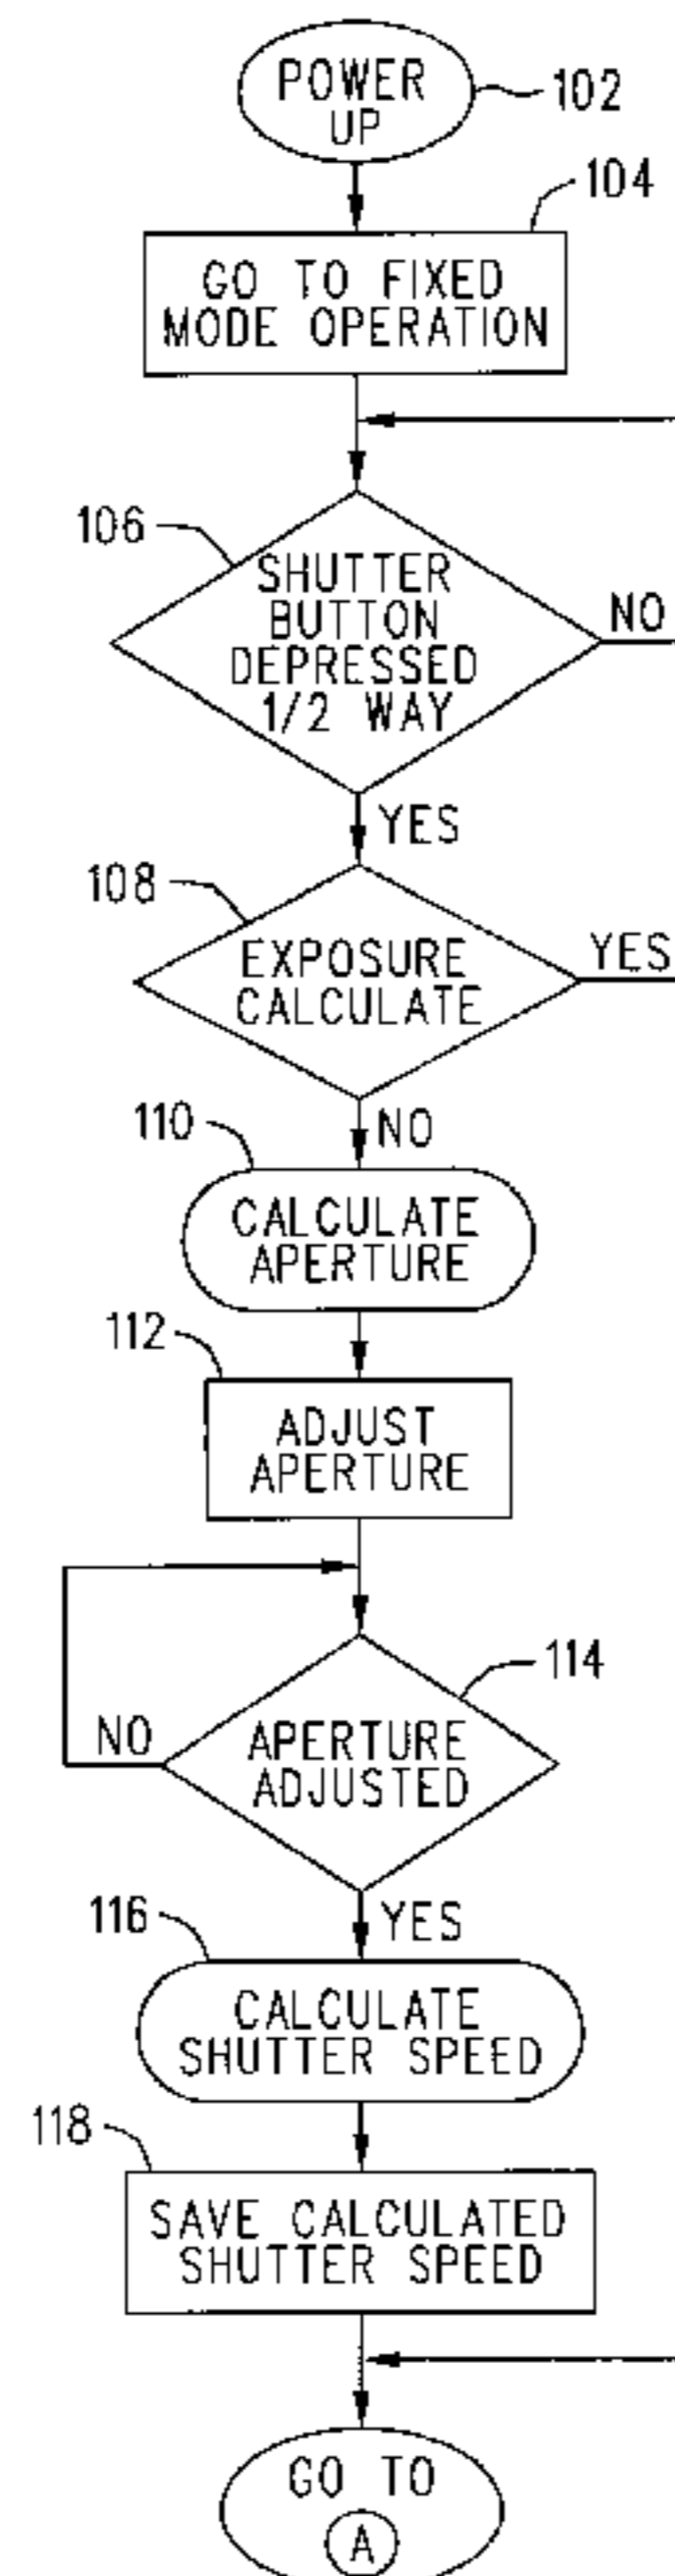 POWER
UP
102
104
GO TO FIXED
MODE OPERATION
106
SHUTTER
BUTTON
DEPRESSED
1/2 WAY
NO
YES
108
EXPOSURE
CALCULATE
YES
NO
110
CALCULATE
APERTURE
112
ADJUST
APERTURE
114
NO
APERTURE
ADJUSTED
YES
116
CALCULATE
SHUTTER SPEED
118
SAVE CALCULATED
SHUTTER SPEED
GO TO
A